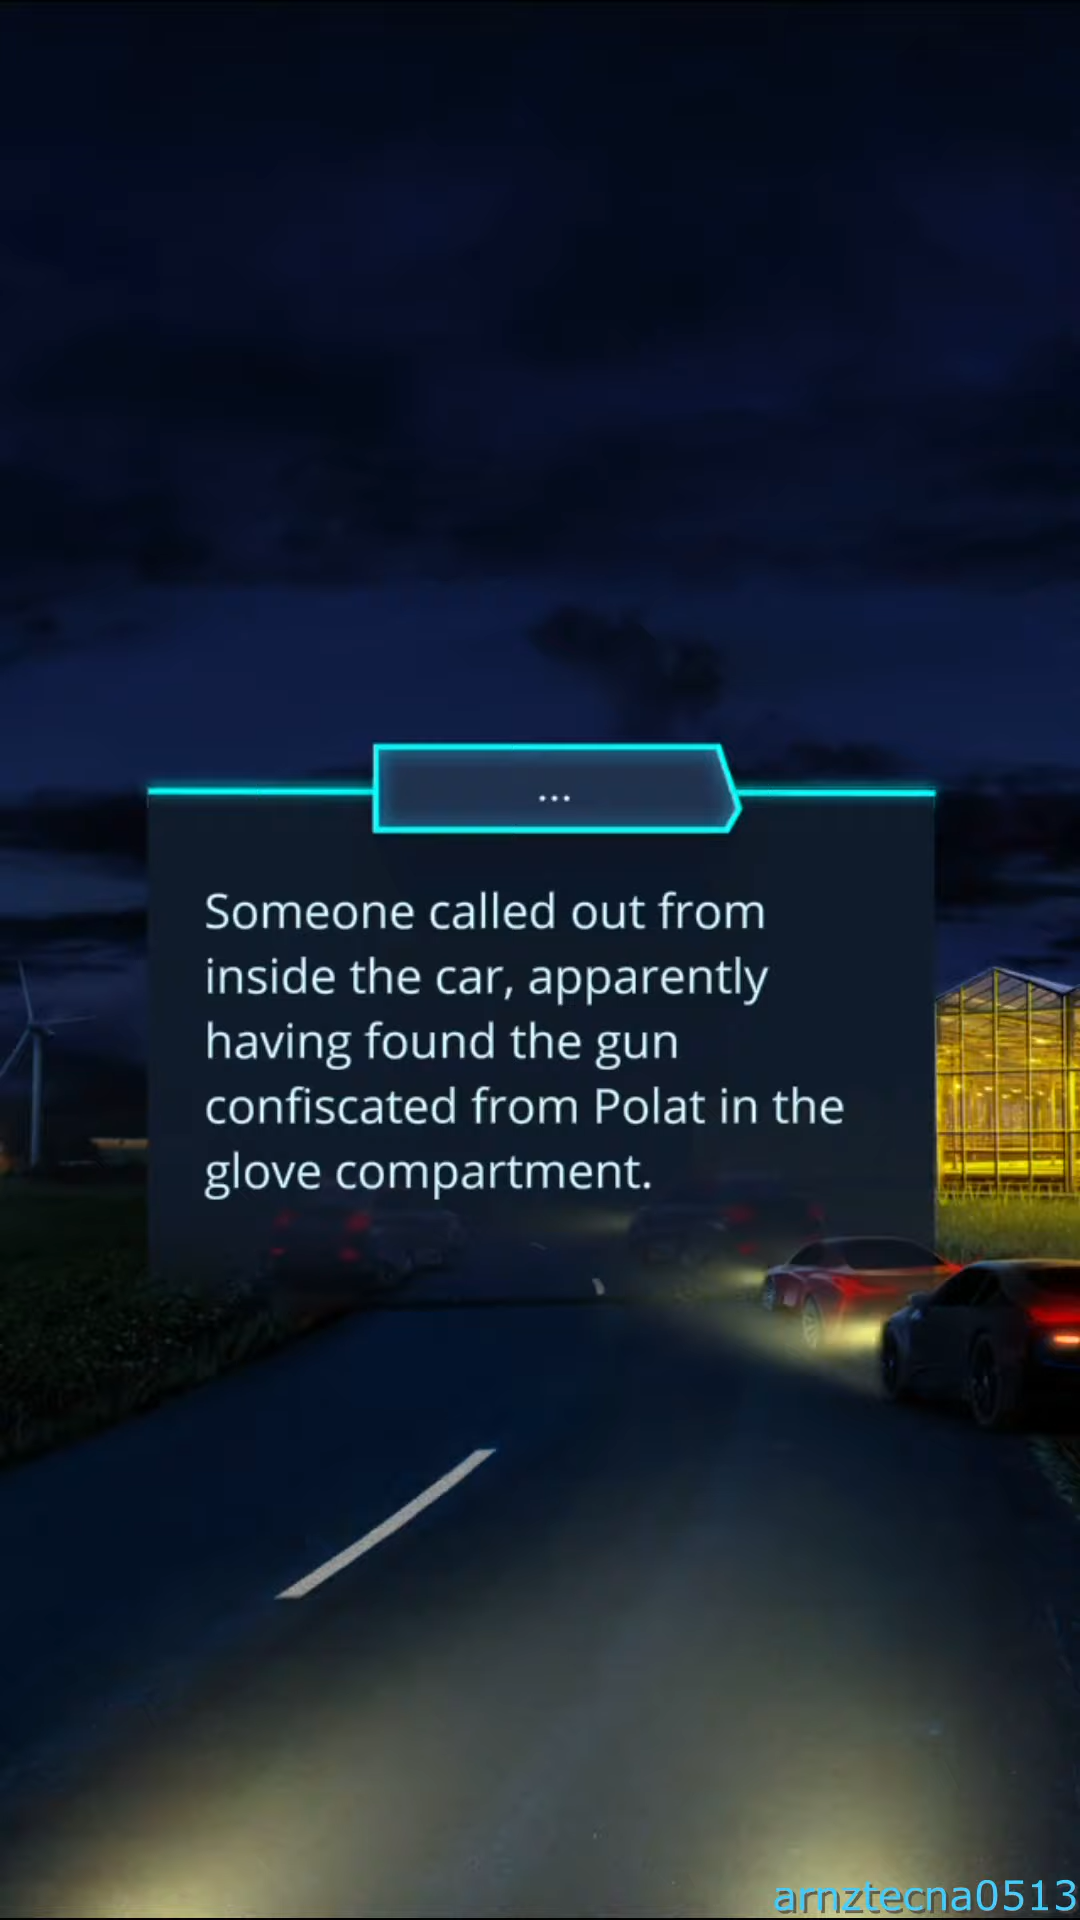 ...
Someone called out from
inside the car, apparently
having found the gun
confiscated from Polat in the
glove compartment.
arnztecna0513